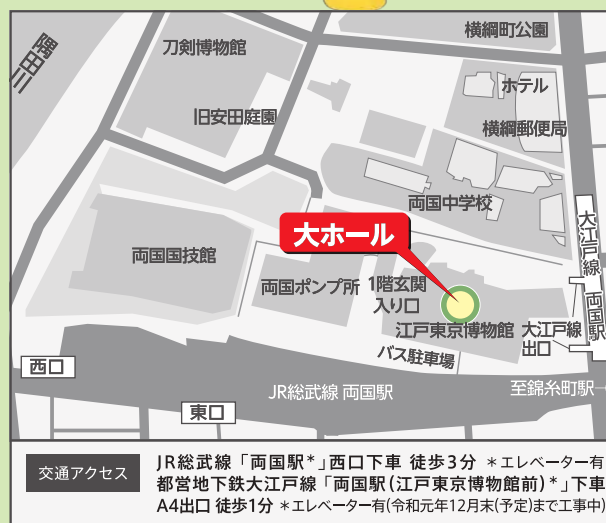 横綱町公園
隅田川
刀剣博物館
ホテル
旧安田庭園
横綱郵便局
両国中学校
大ホール
大江戸線 両国駅
両国国技館
両国ポンプ所
1階玄関
入り口
江戸東京博物館
大江戸線
出口
バス駐車場
西口
JR総武線 両国駅
至錦糸町駅→
東口
交通アクセス
JR総武線「両国駅*」西口下車 徒歩3分 *エレベーター有
都営地下鉄大江戸線「両国駅(江戸東京博物館前)*」下車
A4出口 徒歩1分 *エレベーター有(令和元年12月末(予定)まで工事中)